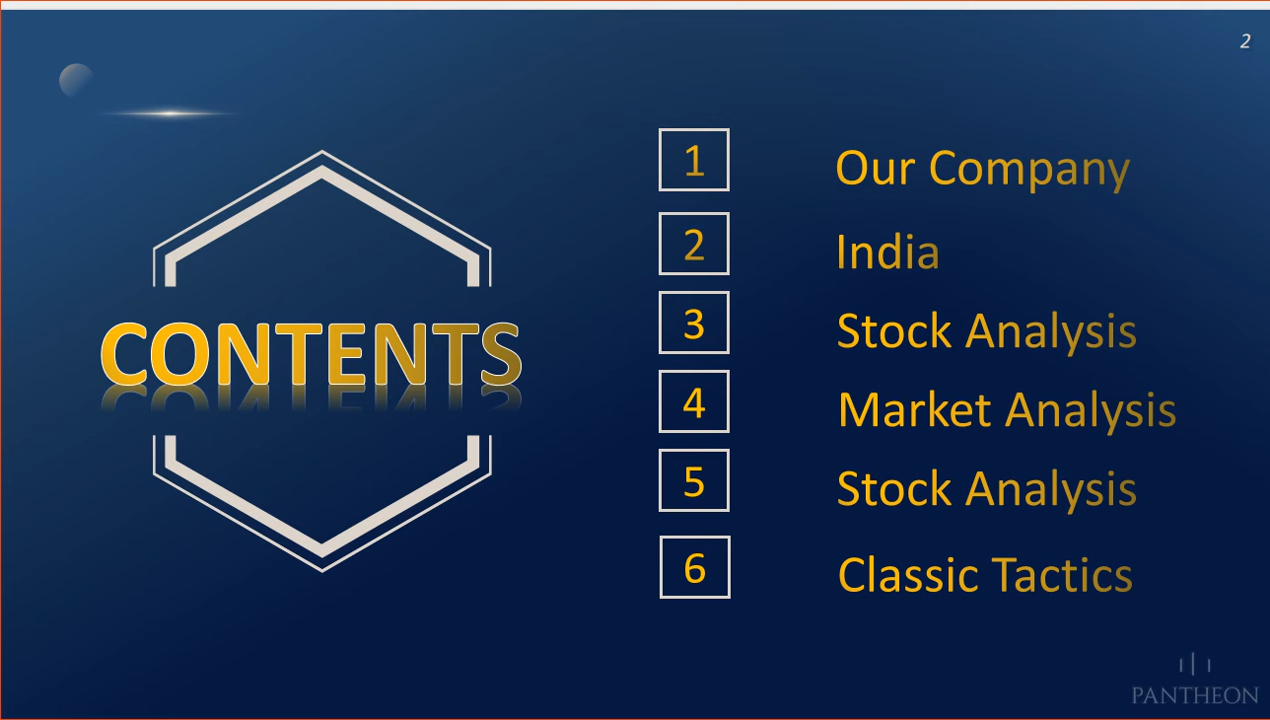 2
CONTENTS
1 Our Company
2 India
3 Stock Analysis
4 Market Analysis
5 Stock Analysis
6 Classic Tactics
PANTHEON